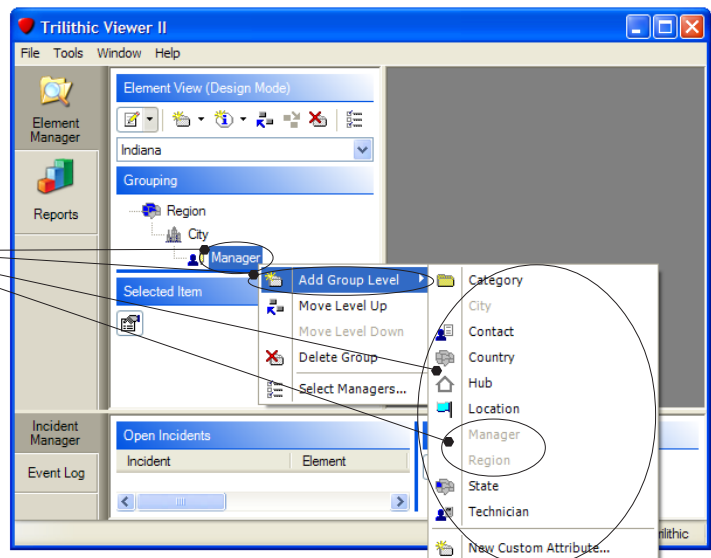 Trilithic Viewer II
File Tools Window Help
Element Manager
Reports
Element View (Design Mode)
Indiana
Grouping
Region
City
Manager
Selected Item
Add Group Level
Move Level Up
Move Level Down
Delete Group
Select Managers...
Category
City
Contact
Country
Hub
Location
Manager
Region
State
Technician
New Custom Attribute...
Incident Manager
Event Log
Open Incidents
Incident Element